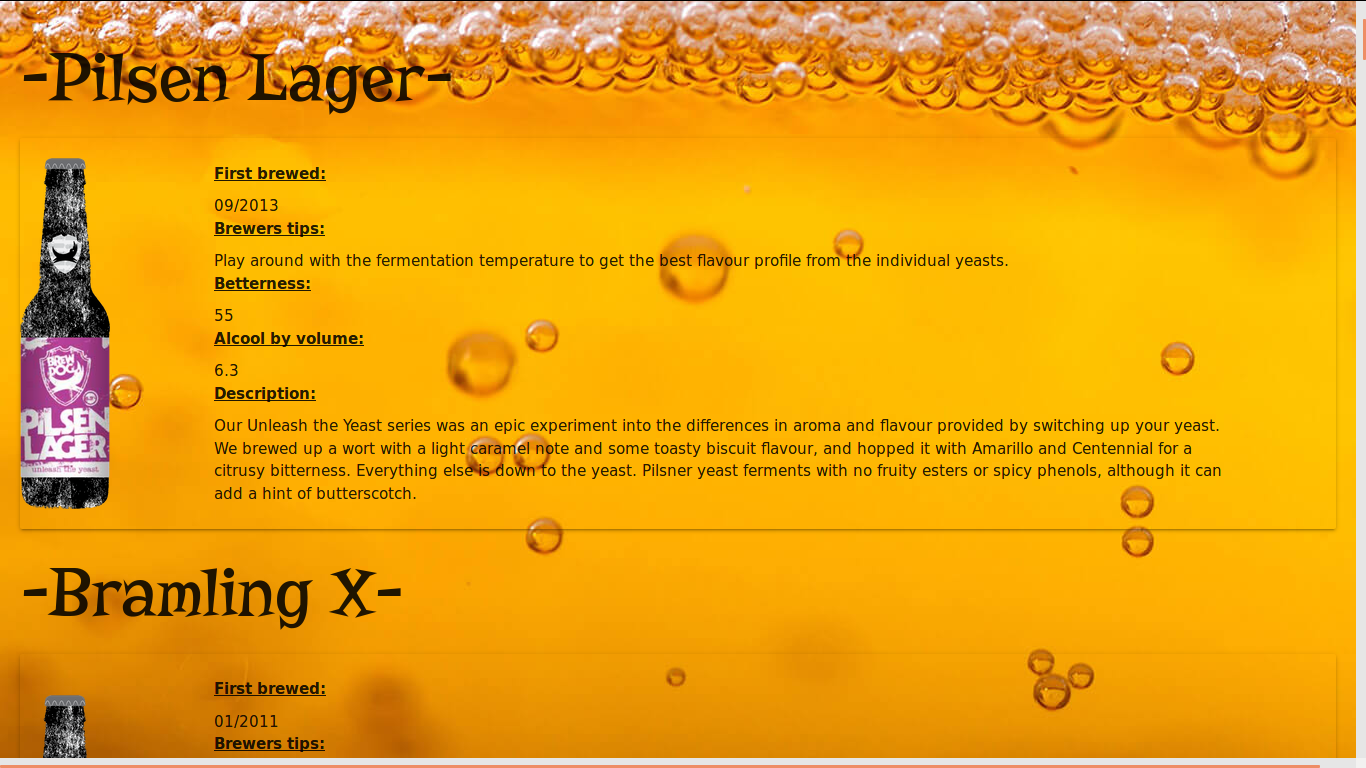 -Pilsen Lager-
First brewed:
09/2013
Brewers tips:
Play around with the fermentation temperature to get the best flavour profile from the individual yeasts.
Betterness:
55
Alcool by volume:
6.3
Description:
Our Unleash the Yeast series was an epic experiment into the differences in aroma and flavour provided by switching up your yeast.
We brewed up a wort with a light caramel note and some toasty biscuit flavour, and hopped it with Amarillo and Centennial for a
citrusy bitterness. Everything else is down to the yeast. Pilsner yeast ferments with no fruity esters or spicy phenols, although it can
add a hint of butterscotch.
BREW
DOG
PILSEN
LAGER
unleash the yeast
-Bramling X-
First brewed:
01/2011
Brewers tips: